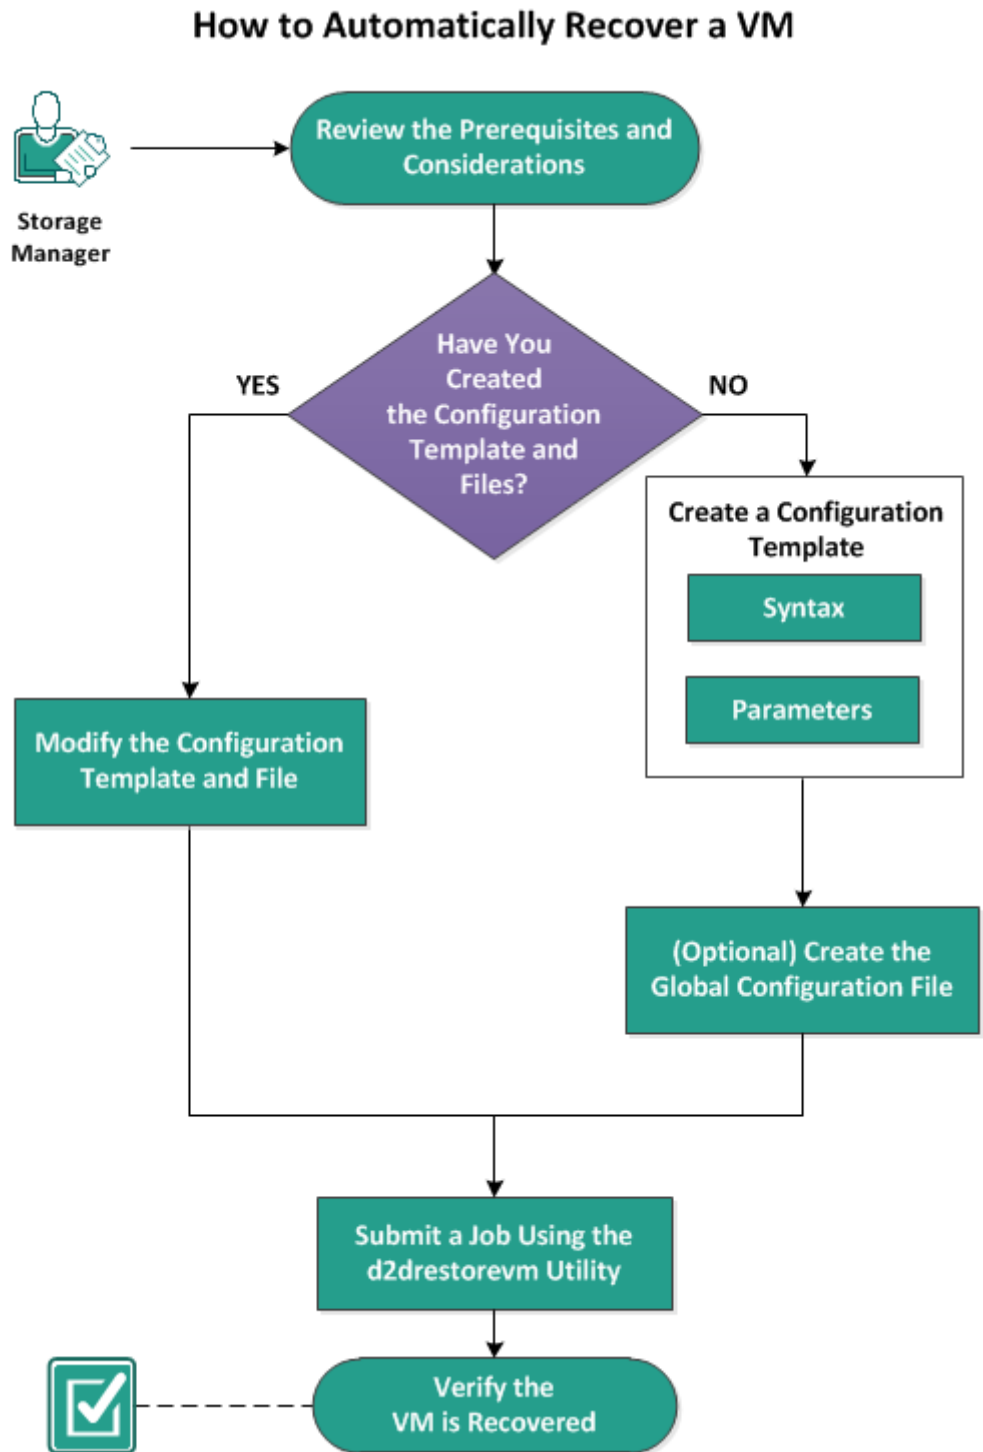 How to Automatically Recover a VM
Review the Prerequisites and
Considerations
Storage
Manager
Have You
Created
the Configuration
Template and
Files?
YES
NO
Create a Configuration
Template
Syntax
Parameters
Modify the Configuration
Template and File
(Optional) Create the
Global Configuration File
Submit a Job Using the
d2drestorevm Utility
Verify the
VM is Recovered